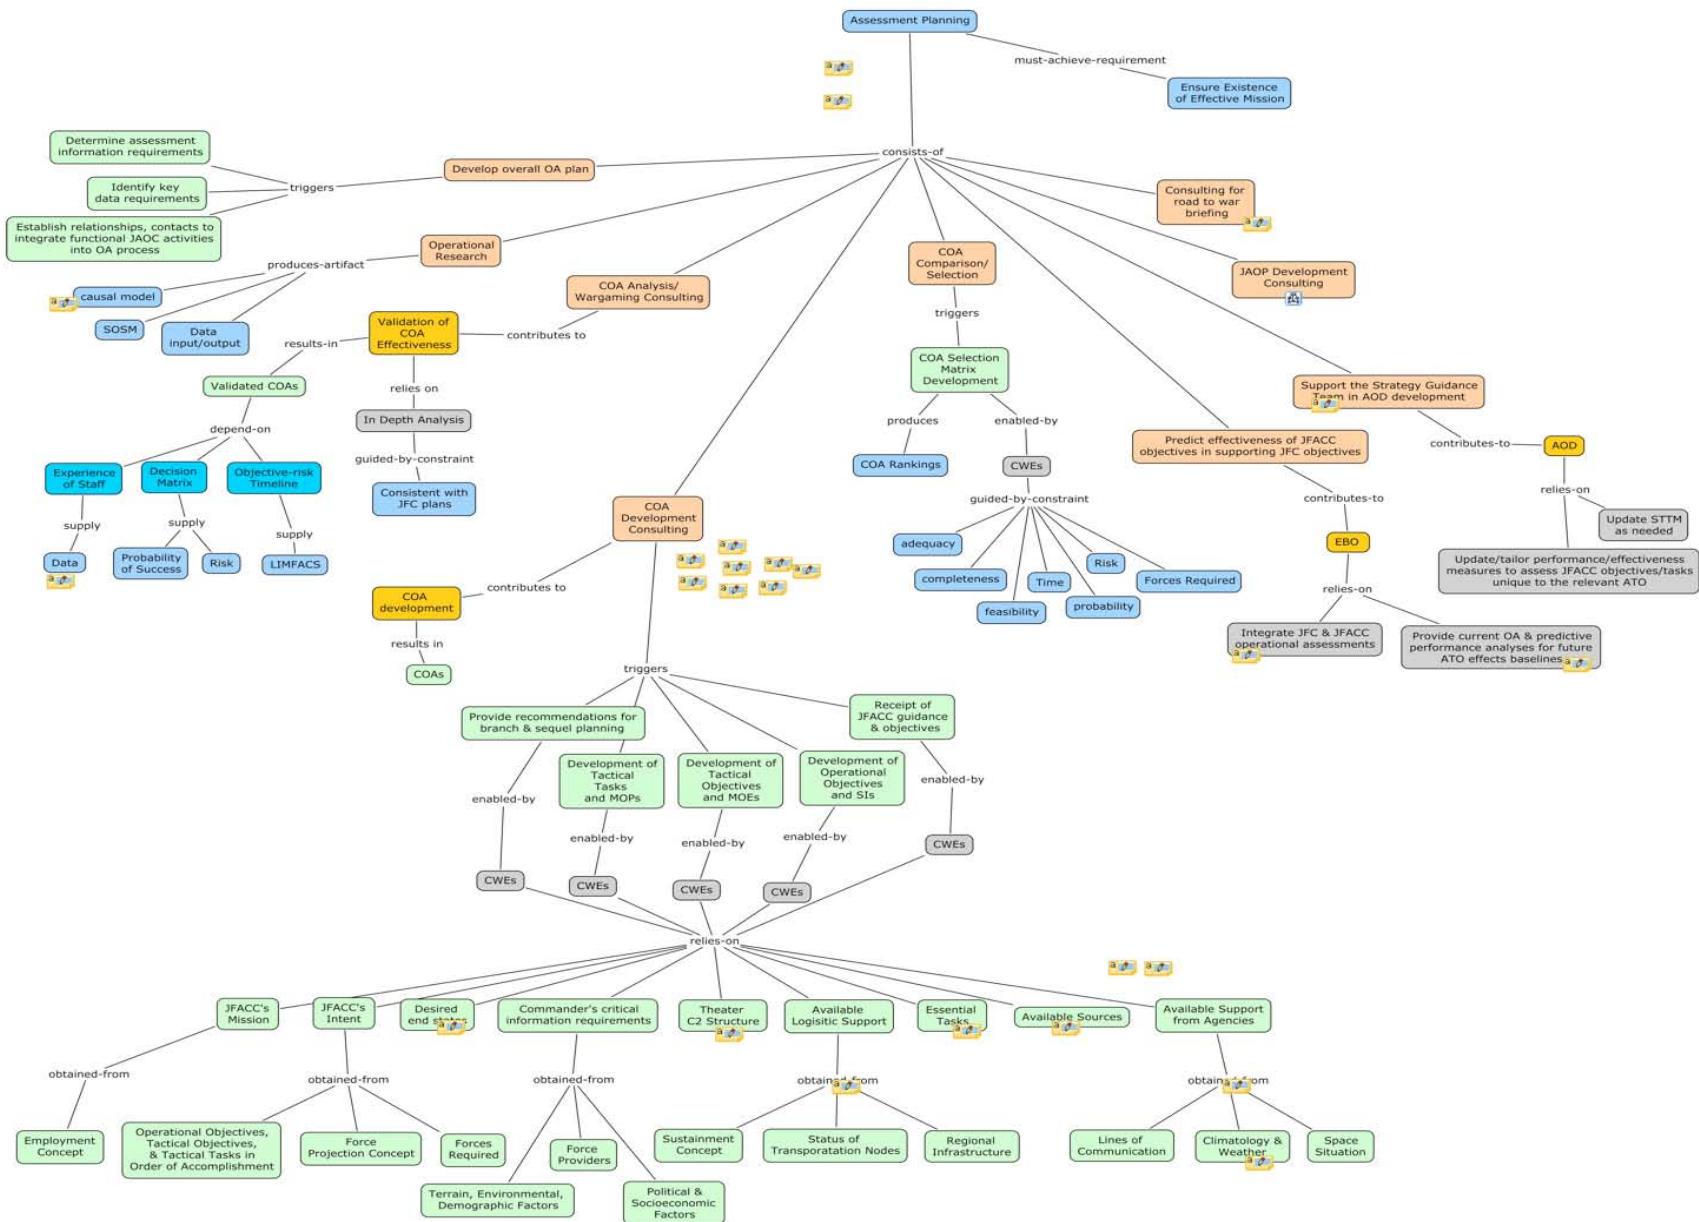 Assessment Planning
must-achieve-requirement
Ensure Existence
of Effective Mission
consists-of
Determine assessment
information requirements
Identify key
data requirements
Establish relationships, contacts to
integrate functional JAOC activities
into OA process
triggers
Develop overall OA plan
Operational
Research
produces-artifact
causal model
SOSM
Data
input/output
COA Analysis/
Wargaming Consulting
contributes to
Validation of
COA
Effectiveness
results-in
Validated COAs
depend-on
Experience
of Staff
Decision
Matrix
Objective-risk
Timeline
supply
supply
supply
Data
Probability
of Success
Risk
LIMFACS
relies on
In Depth Analysis
guided-by-constraint
Consistent with
JFC plans
COA
Comparison/
Selection
triggers
COA Selection
Matrix
Development
produces
COA Rankings
enabled-by
CWEs
guided-by-constraint
adequacy
completeness
feasibility
Time
probability
Risk
Forces Required
Consulting for
road to war
briefing
JAOP Development
Consulting
Support the Strategy Guidance
Team in AOD development
contributes-to
AOD
relies-on
Update STTM
as needed
Update/tailor performance/effectiveness
measures to assess JFACC objectives/tasks
unique to the relevant ATO
Predict effectiveness of JFACC
objectives in supporting JFC objectives
contributes-to
EBO
relies-on
Integrate JFC & JFACC
operational assessments
Provide current OA & predictive
performance analyses for future
ATO effects baselines
COA
Development
Consulting
contributes to
COA
development
results in
COAs
triggers
Provide recommendations for
branch & sequel planning
Development of
Tactical
Tasks
and MOPs
Development of
Tactical
Objectives
and MOEs
Development of
Operational
Objectives
and SIs
Receipt of
JFACC guidance
& objectives
enabled-by
enabled-by
enabled-by
enabled-by
enabled-by
CWEs
CWEs
CWEs
CWEs
CWEs
relies-on
JFACC's
Mission
JFACC's
Intent
Desired
end states
Commander's critical
information requirements
Theater
C2 Structure
Available
Logisitic Support
Essential
Tasks
Available Sources
Available Support
from Agencies
obtained-from
obtained-from
obtained-from
obtained-from
obtained-from
Employment
Concept
Operational Objectives,
Tactical Objectives,
& Tactical Tasks in
Order of Accomplishment
Force
Projection Concept
Forces
Required
Terrain, Environmental,
Demographic Factors
Force
Providers
Political &
Socioeconomic
Factors
Sustainment
Concept
Status of
Transporatation Nodes
Regional
Infrastructure
Lines of
Communication
Climatology &
Weather
Space
Situation